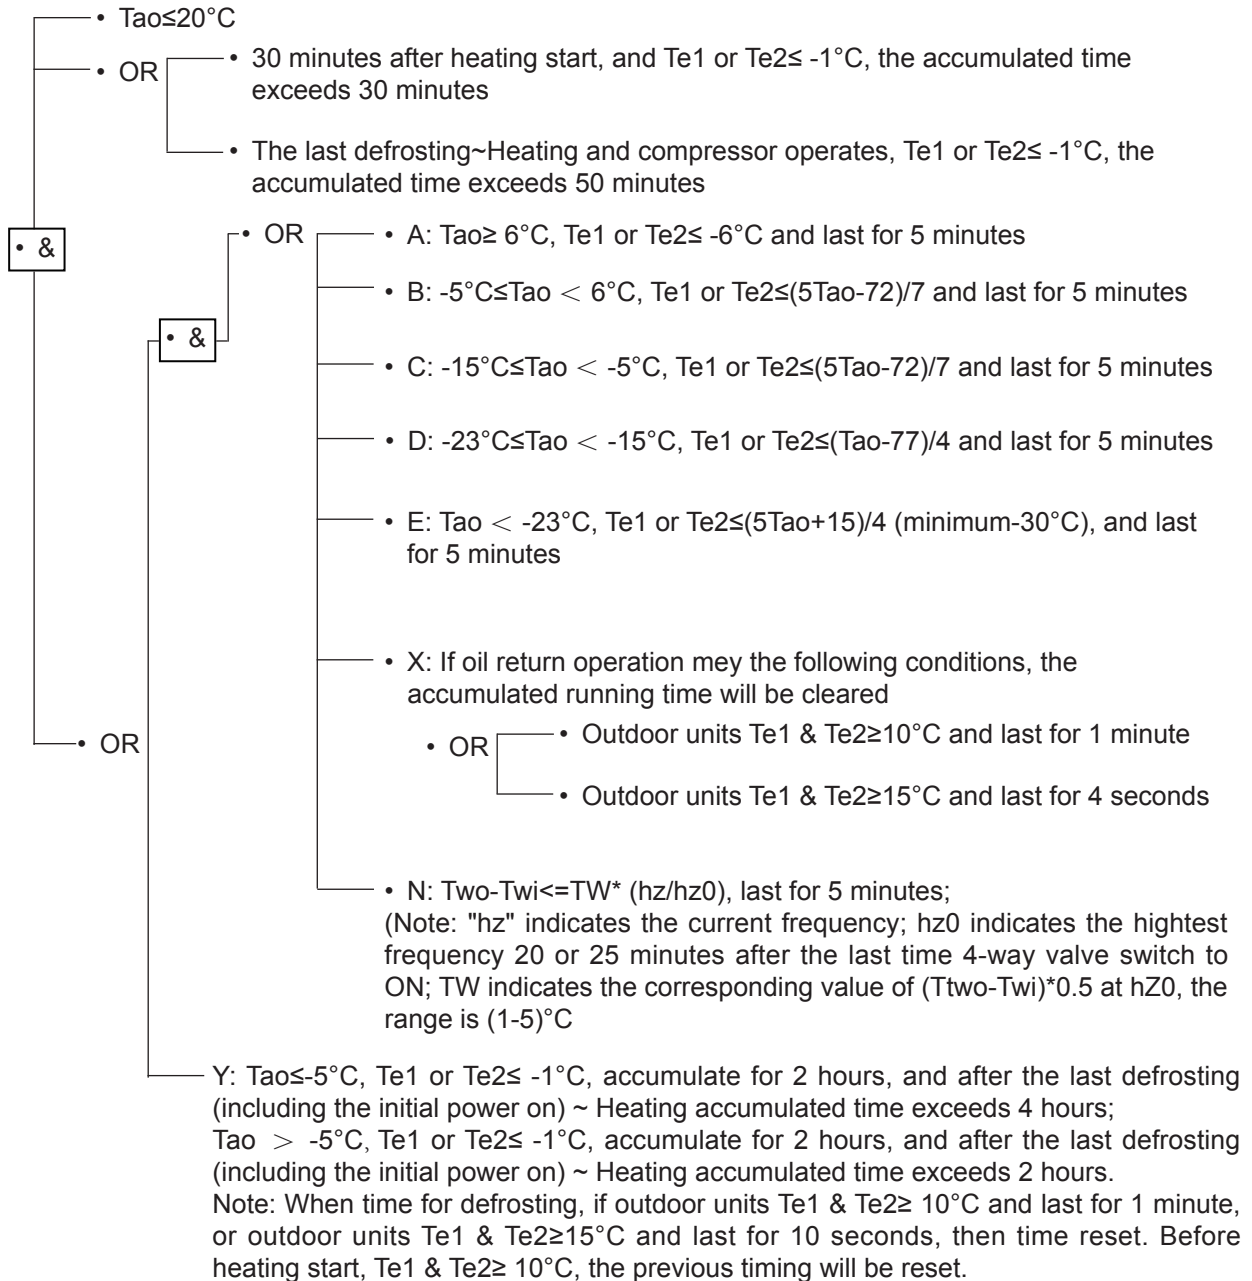 • Tao≤20°C
• OR
• 30 minutes after heating start, and Te1 or Te2≤ -1°C, the accumulated time
exceeds 30 minutes
• The last defrosting~Heating and compressor operates, Te1 or Te2≤ -1°C, the
accumulated time exceeds 50 minutes
• &
• OR
• A: Tao≥ 6°C, Te1 or Te2≤ -6°C and last for 5 minutes
• B: -5°C≤Tao < 6°C, Te1 or Te2≤(5Tao-72)/7 and last for 5 minutes
• &
• C: -15°C≤Tao < -5°C, Te1 or Te2≤(5Tao-72)/7 and last for 5 minutes
• D: -23°C≤Tao < -15°C, Te1 or Te2≤(Tao-77)/4 and last for 5 minutes
• E: Tao < -23°C, Te1 or Te2≤(5Tao+15)/4 (minimum-30°C), and last
for 5 minutes
• X: If oil return operation mey the following conditions, the
accumulated running time will be cleared
• OR
• OR
• Outdoor units Te1 & Te2≥10°C and last for 1 minute
• Outdoor units Te1 & Te2≥15°C and last for 4 seconds
• N: Two-Twi<=TW* (hz/hz0), last for 5 minutes;
(Note: "hz" indicates the current frequency; hz0 indicates the highest
frequency 20 or 25 minutes after the last time 4-way valve switch to
ON; TW indicates the corresponding value of (Ttwo-Twi)*0.5 at hZ0, the
range is (1-5)°C
Y: Tao≤-5°C, Te1 or Te2≤ -1°C, accumulate for 2 hours, and after the last defrosting
(including the initial power on) ~ Heating accumulated time exceeds 4 hours;
Tao > -5°C, Te1 or Te2≤ -1°C, accumulate for 2 hours, and after the last defrosting
(including the initial power on) ~ Heating accumulated time exceeds 2 hours.
Note: When time for defrosting, if outdoor units Te1 & Te2≥ 10°C and last for 1 minute,
or outdoor units Te1 & Te2≥15°C and last for 10 seconds, then time reset. Before
heating start, Te1 & Te2≥ 10°C, the previous timing will be reset.